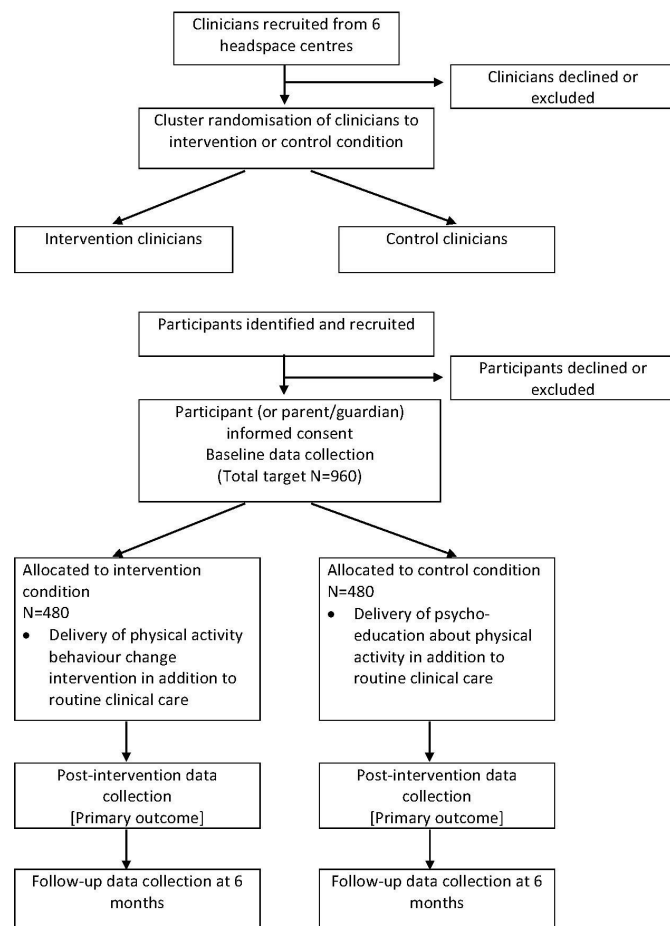 Clinicians recruited from 6
headspace centres
Clinicians declined or
excluded
Cluster randomisation of clinicians to
intervention or control condition
Intervention clinicians
Control clinicians
Participants identified and recruited
Participants declined or
excluded
Participant (or parent/guardian)
informed consent
Baseline data collection
(Total target N=960)
Allocated to intervention
condition
N=480
● Delivery of physical activity
behaviour change
intervention in addition to
routine clinical care
Allocated to control condition
N=480
● Delivery of psycho-
education about physical
activity in addition to
routine clinical care
Post-intervention data
collection
[Primary outcome]
Post-intervention data
collection
[Primary outcome]
Follow-up data collection at 6
months
Follow-up data collection at 6
months